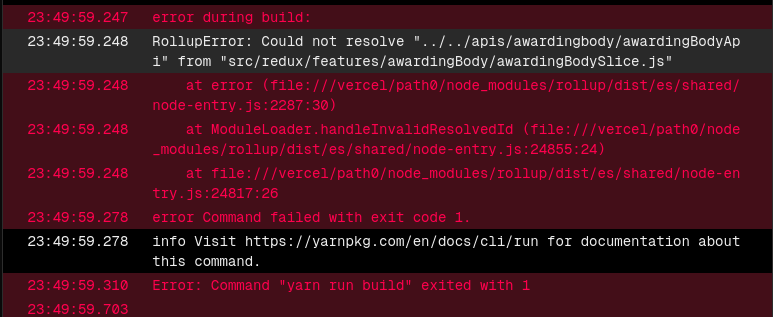 23:49:59.247 error during build:
23:49:59.248 RollupError: Could not resolve "../../apis/awardingbody/awardingBodyAp
i" from "src/redux/features/awardingBody/awardingBodySlice.js"
23:49:59.248     at error (file:///vercel/path0/node_modules/rollup/dist/es/shared/
node-entry.js:2287:30)
23:49:59.248     at ModuleLoader.handleInvalidResolvedId (file:///vercel/path0/node
_modules/rollup/dist/es/shared/node-entry.js:24855:24)
23:49:59.248     at file:///vercel/path0/node_modules/rollup/dist/es/shared/node-en
try.js:24817:26
23:49:59.278 error Command failed with exit code 1.
23:49:59.278 info Visit https://yarnpkg.com/en/docs/cli/run for documentation about
this command.
23:49:59.310 Error: Command "yarn run build" exited with 1
23:49:59.703